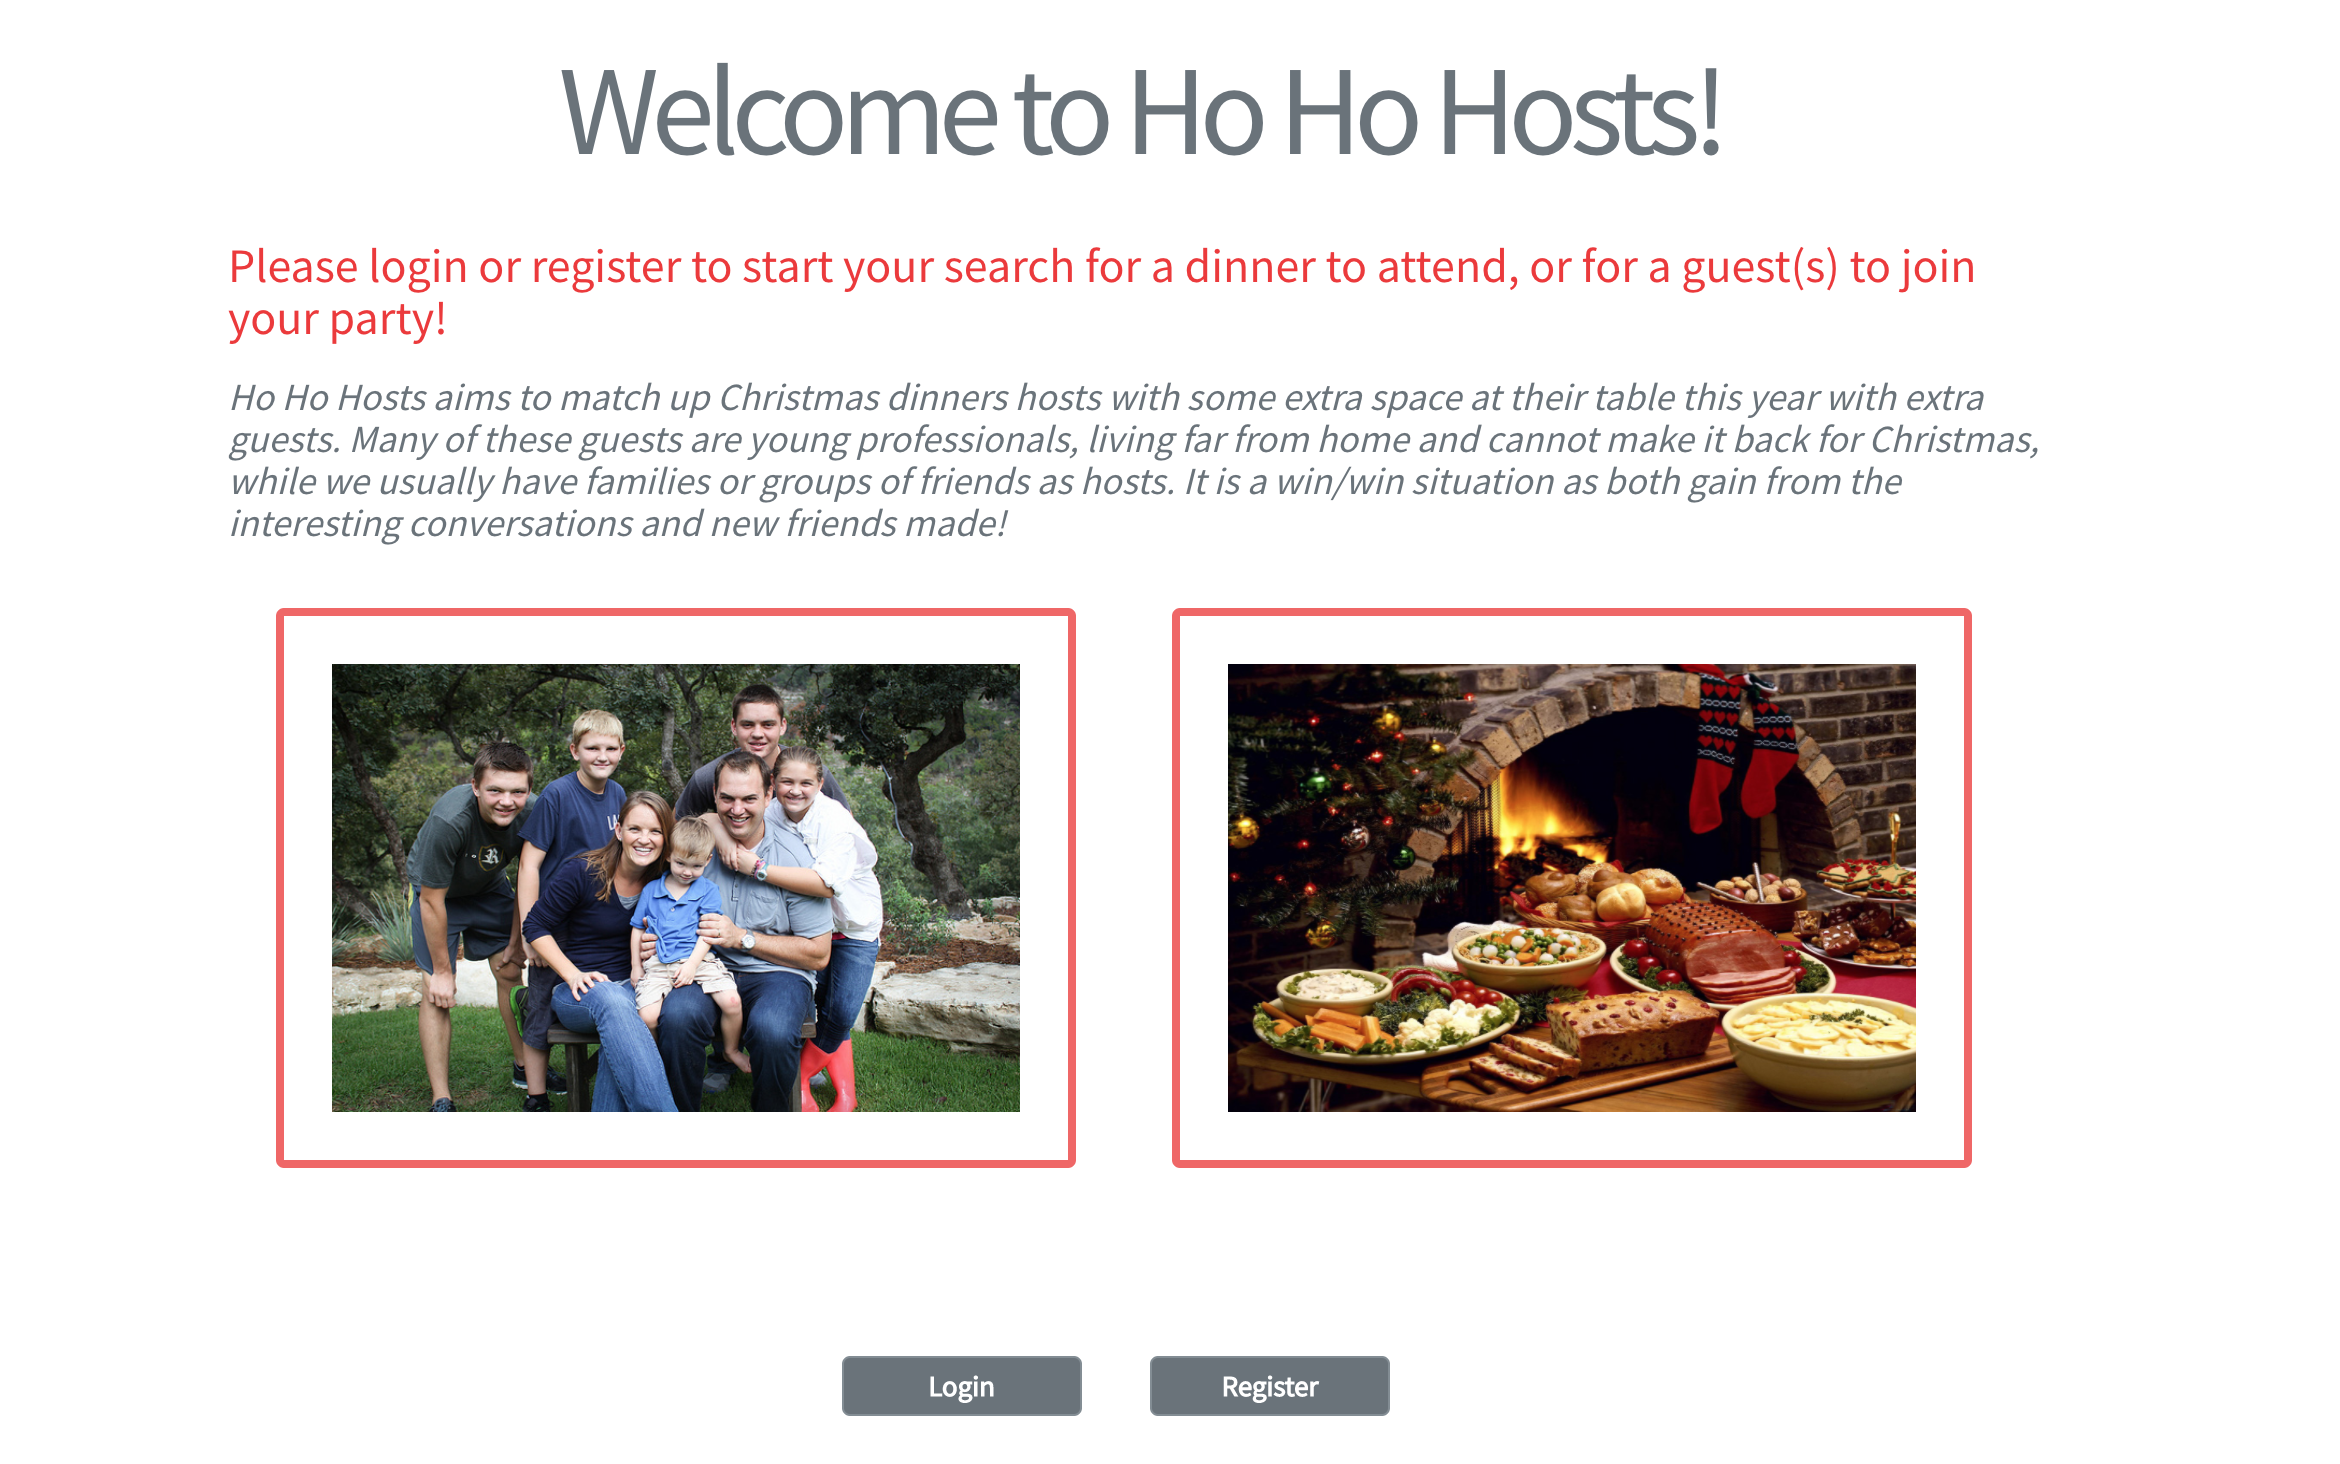 Welcome to Ho Ho Hosts!
Please login or register to start your search for a dinner to attend, or for a guest(s) to join
your party!
Ho Ho Hosts aims to match up Christmas dinners hosts with some extra space at their table this year with extra
guests. Many of these guests are young professionals, living far from home and cannot make it back for Christmas,
while we usually have families or groups of friends as hosts. It is a win/win situation as both gain from the
interesting conversations and new friends made!
Login
Register